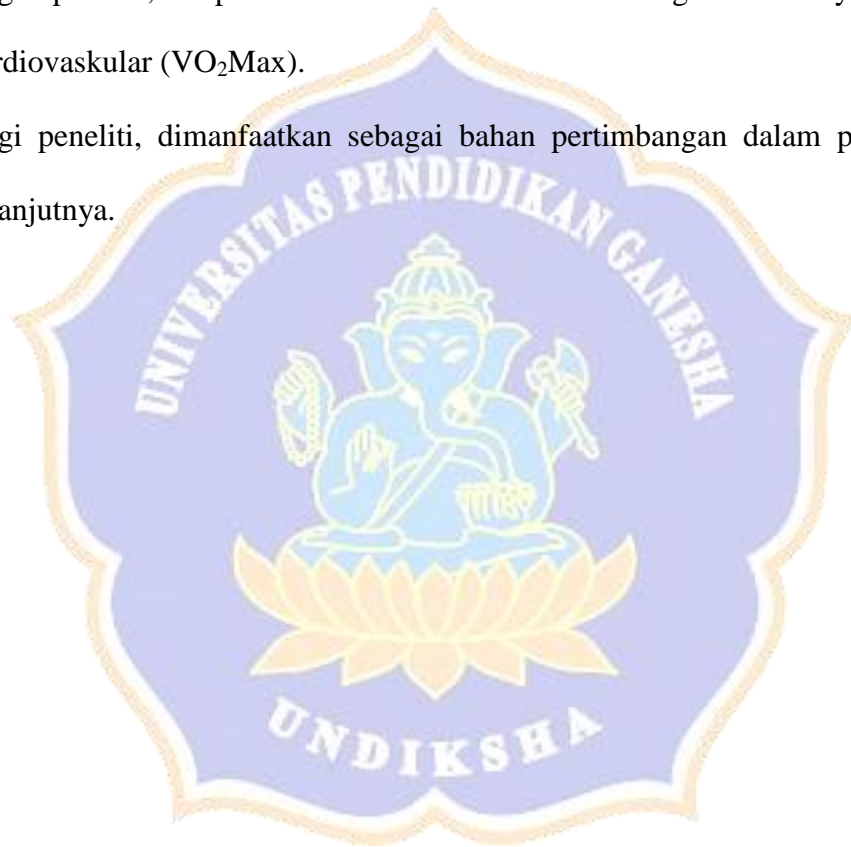 rdiovaskular (VO₂Max).
gi peneliti, dimanfaatkan sebagai bahan pertimbangan dalam p
anjutnya.
UNIVERSITAS PENDIDIKAN GANESHA
UNDIKSHA